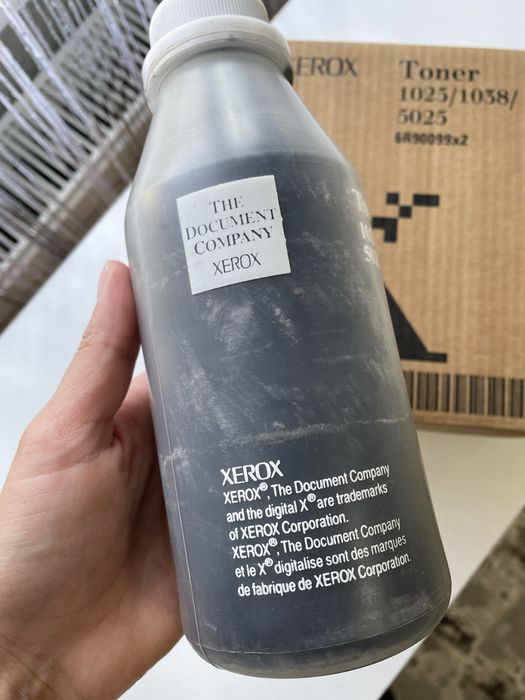 XEROX
Toner
1025/1038/
5025
6R90099x2
THE
DOCUMENT
COMPANY
XEROX
XEROX
XEROX®, The Document Company
and the digital X® are trademarks
of XEROX Corporation.
XEROX®, The Document Company
et le X® digitalise sont des marques
de fabrique de XEROX Corporation.